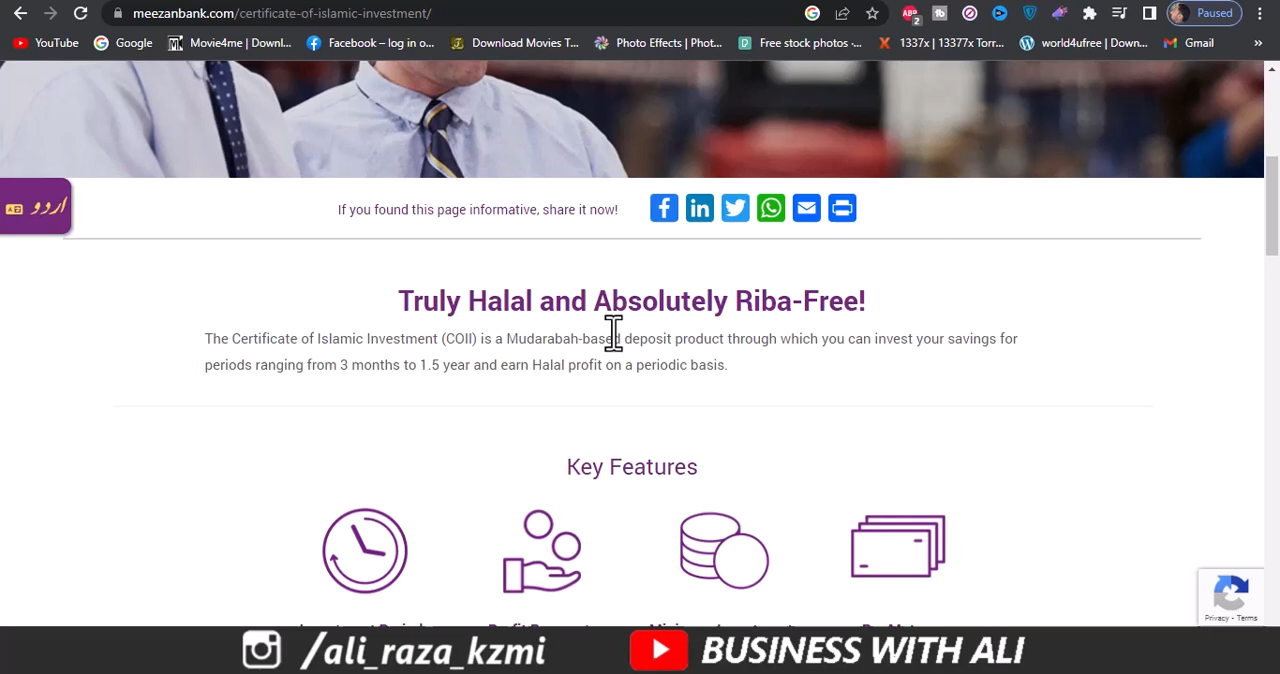 meezanbank.com/certificate-of-islamic-investment/
Paused
YouTube Google Movie4me | Downl... Facebook – log in o... Download Movies T... Photo Effects | Phot... Free stock photos -... 1337x | 13377x Torr... world4ufree | Down... Gmail »
اردو
If you found this page informative, share it now!
Truly Halal and Absolutely Riba-Free!
The Certificate of Islamic Investment (COII) is a Mudarabah-based deposit product through which you can invest your savings for
periods ranging from 3 months to 1.5 year and earn Halal profit on a periodic basis.
Key Features
Privacy - Terms
/ali_raza_kzmi BUSINESS WITH ALI